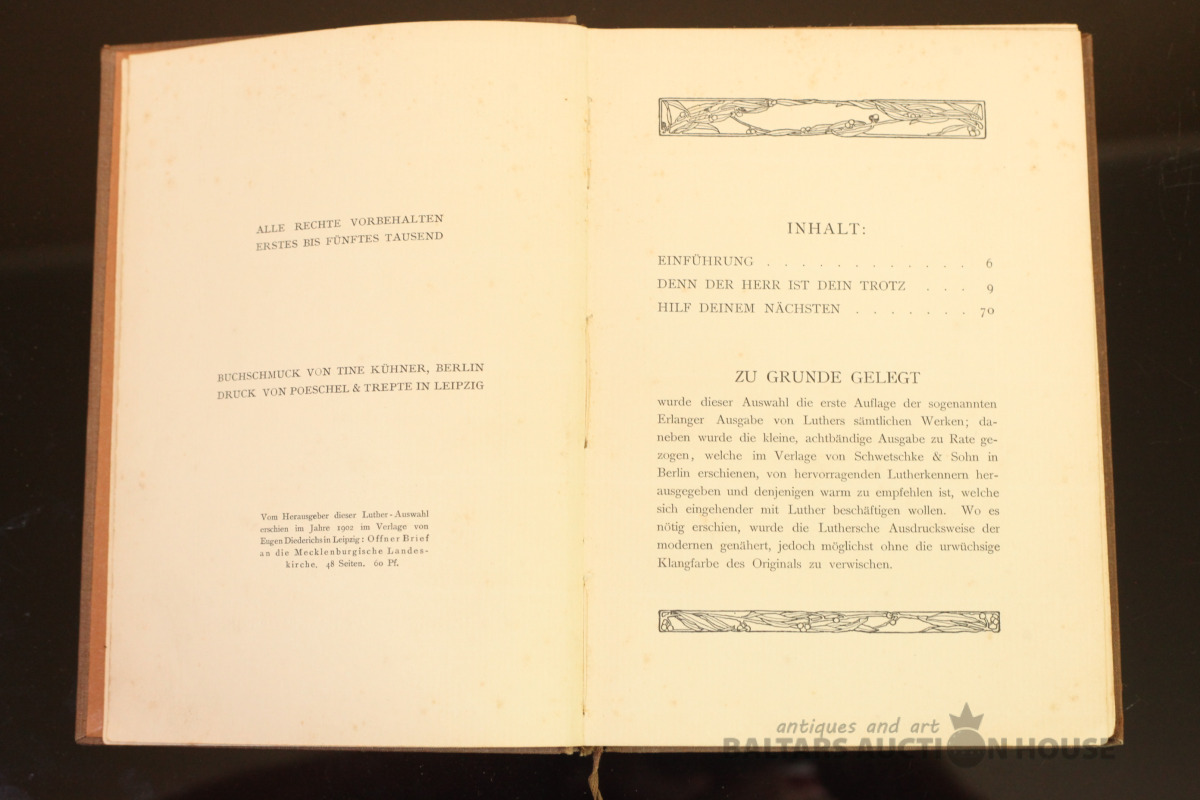 ALLE RECHTE VORBEHALTEN
ERSTES BIS FÜNFTES TAUSEND
BUCHSCHMUCK VON TINE KÜHNER, BERLIN
DRUCK VON POESCHEL & TREPTE IN LEIPZIG
Vom Herausgeber dieser Luther-Auswahl
erschien im Jahre 1902 im Verlage von
Eugen Diederichs in Leipzig: Offner Brief
an die Mecklenburgische Landes-
kirche. 48 Seiten. 60 Pf.
INHALT:
EINFÜHRUNG . . . . . . . . . . . . 6
DENN DER HERR IST DEIN TROTZ . . . 9
HILF DEINEM NÄCHSTEN . . . . . . . 70
ZU GRUNDE GELEGT
wurde dieser Auswahl die erste Auflage der sogenannten
Erlanger Ausgabe von Luthers sämtlichen Werken; da-
neben wurde die kleine, achtbändige Ausgabe zu Rate ge-
zogen, welche im Verlage von Schwetschke & Sohn in
Berlin erschienen, von hervorragenden Lutherkennern her-
ausgegeben und denjenigen warm zu empfehlen ist, welche
sich eingehender mit Luther beschäftigen wollen. Wo es
nötig erschien, wurde die Luthersche Ausdrucksweise der
modernen genähert, jedoch möglichst ohne die urwüchsige
Klangfarbe des Originals zu verwischen.
antiques and art
BALTARS AUCTION HOUSE